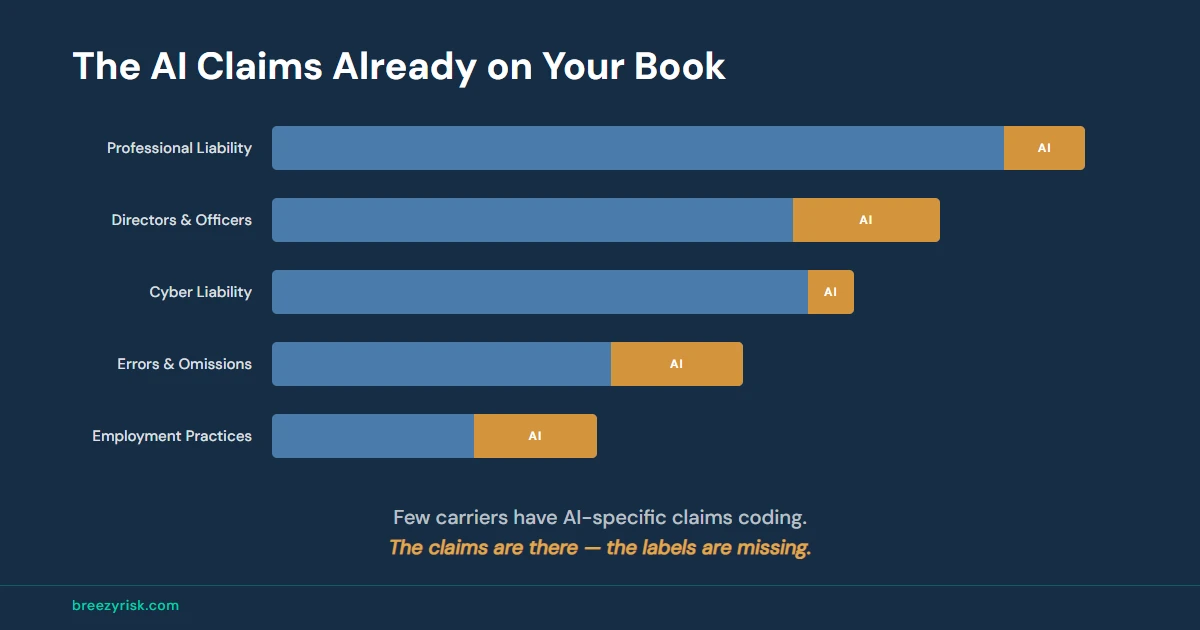 The AI Claims Already on Your Book
Professional Liability
AI
Directors & Officers
AI
Cyber Liability
AI
Errors & Omissions
AI
Employment Practices
AI
Few carriers have AI-specific claims coding.
The claims are there — the labels are missing.
breezyrisk.com